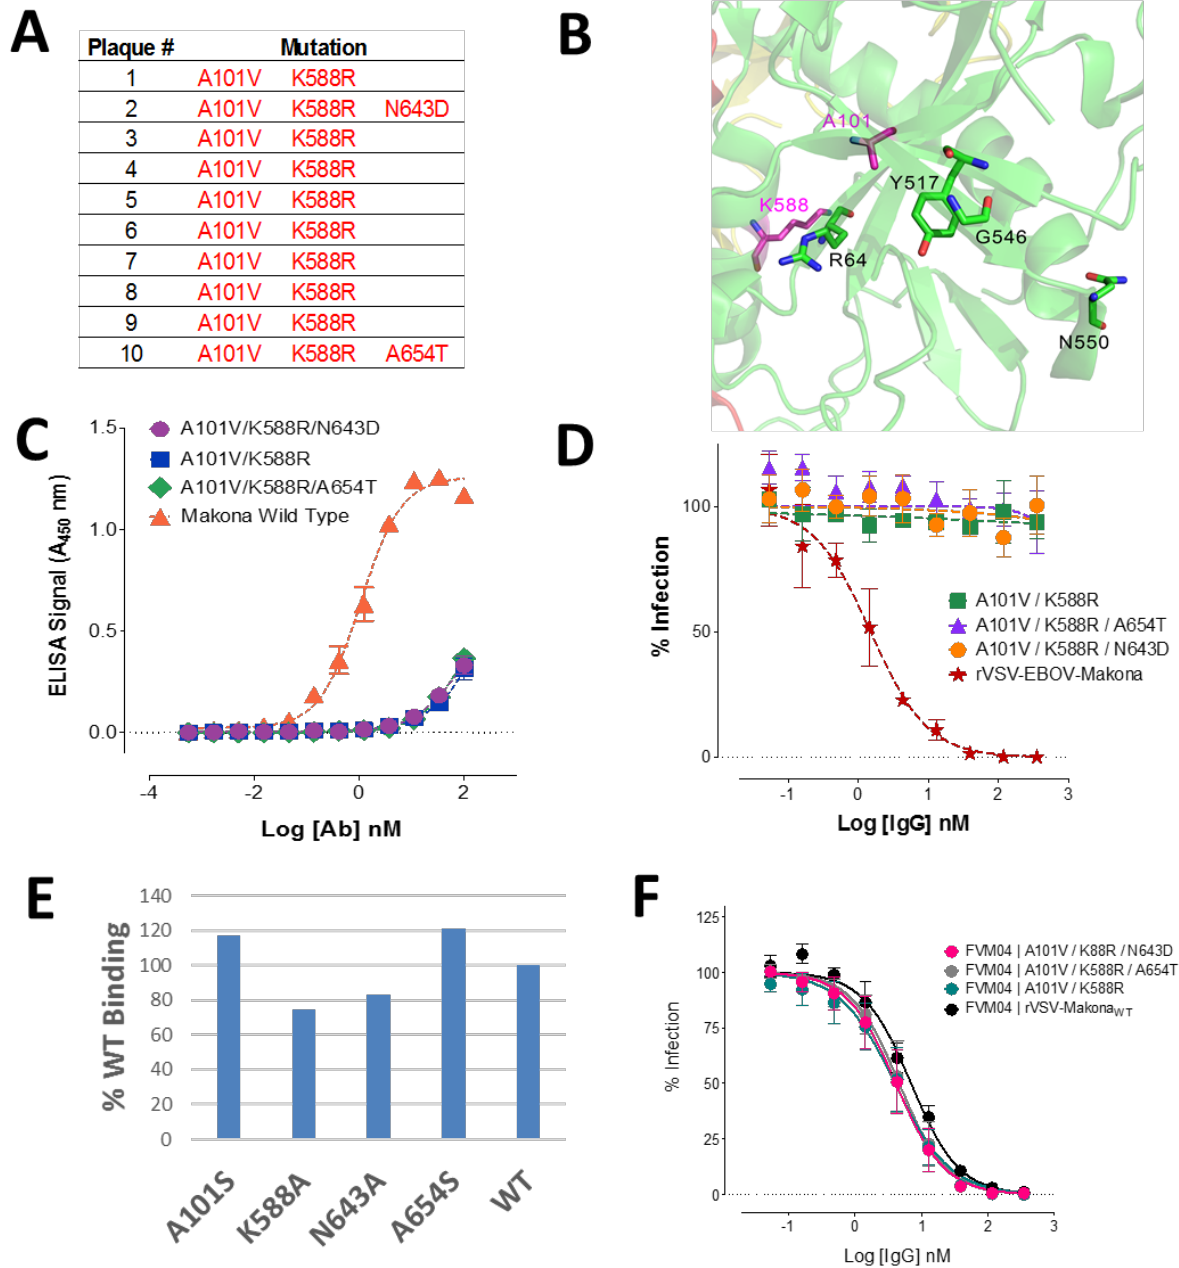 A
Plaque # Mutation
1 A101V K588R
2 A101V K588R N643D
3 A101V K588R
4 A101V K588R
5 A101V K588R
6 A101V K588R
7 A101V K588R
8 A101V K588R
9 A101V K588R
10 A101V K588R A654T
B
A101
Y517
K588
G546
R64
N550
C
1.5
1.0
0.5
0.0
ELISA Signal (A450 nm)
A101V/K588R/N643D
A101V/K588R
A101V/K588R/A654T
Makona Wild Type
-4 -2 0 2
Log [Ab] nM
D
100
50
0
% Infection
A101V / K588R
A101V / K588R / A654T
A101V / K588R / N643D
rVSV-EBOV-Makona
-1 0 1 2 3
Log [IgG] nM
E
140
120
100
80
60
40
20
0
% WT Binding
A101S K588A N643A A654S WT
F
125
100
75
50
25
0
% Infection
FVM04 | A101V / K88R / N643D
FVM04 | A101V / K588R / A654T
FVM04 | A101V / K588R
FVM04 | rVSV-MakonaWT
-1 0 1 2 3
Log [IgG] nM